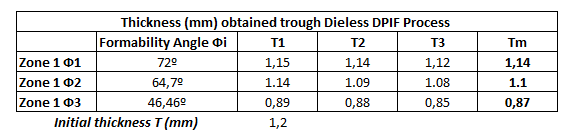 Thickness (mm) obtained trough Dieless DPIF Process
Formability Angle Φi T1 T2 T3 Tm
Zone 1 Φ1 72º 1,15 1,14 1,12 1,14
Zone 1 Φ2 64,7º 1.14 1.09 1.08 1.1
Zone 1 Φ3 46,46º 0,89 0,88 0,85 0,87
Initial thickness T (mm) 1,2